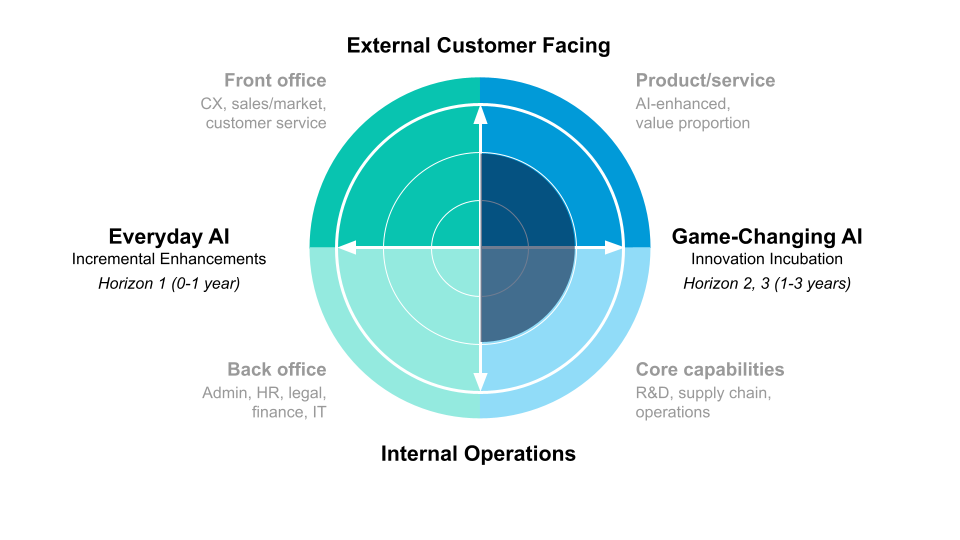 External Customer Facing
Front office
CX, sales/market,
customer service
Product/service
AI-enhanced,
value proportion
Everyday AI
Incremental Enhancements
Horizon 1 (0-1 year)
Game-Changing AI
Innovation Incubation
Horizon 2, 3 (1-3 years)
Back office
Admin, HR, legal,
finance, IT
Core capabilities
R&D, supply chain,
operations
Internal Operations